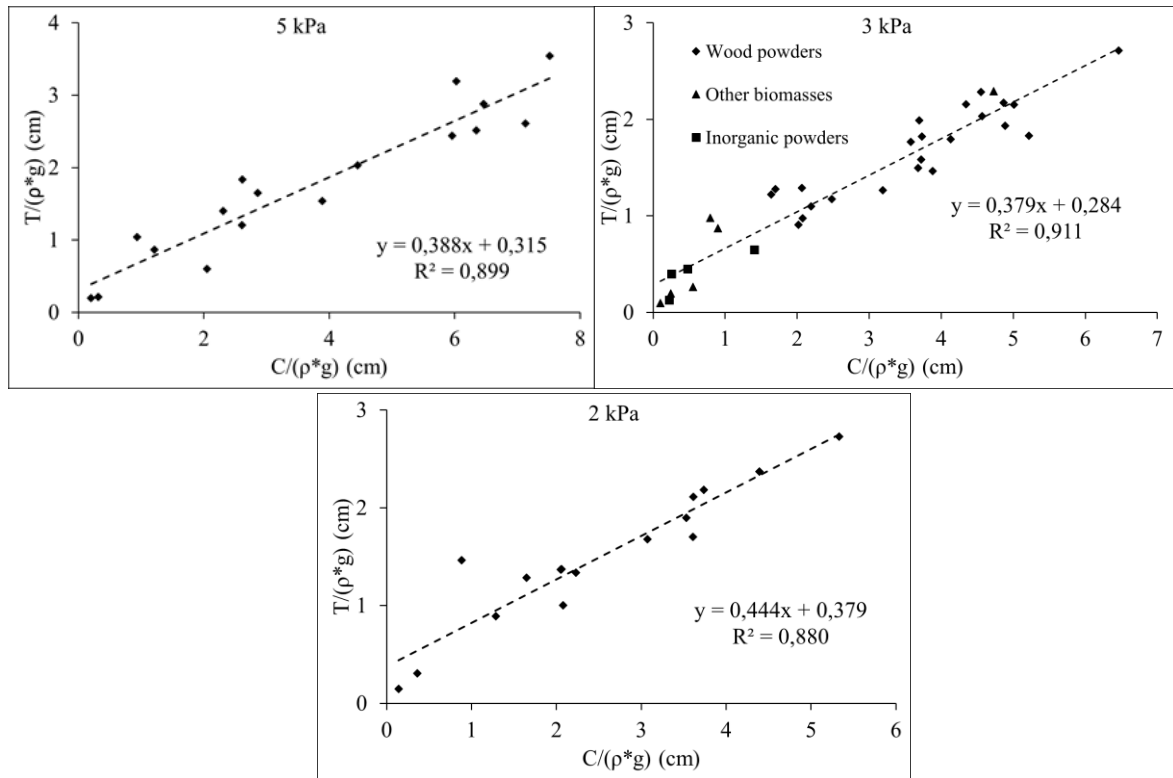 5 kPa
4
3
2
1
0
T/(ρ*g) (cm)
y = 0,388x + 0,315
R² = 0,899
0 2 4 6 8
C/(ρ*g) (cm)
3 kPa
3
2
1
0
T/(ρ*g) (cm)
Wood powders
Other biomasses
Inorganic powders
y = 0,379x + 0,284
R² = 0,911
0 1 2 3 4 5 6 7
C/(ρ*g) (cm)
2 kPa
3
2
1
0
T/(ρ*g) (cm)
y = 0,444x + 0,379
R² = 0,880
0 1 2 3 4 5 6
C/(ρ*g) (cm)